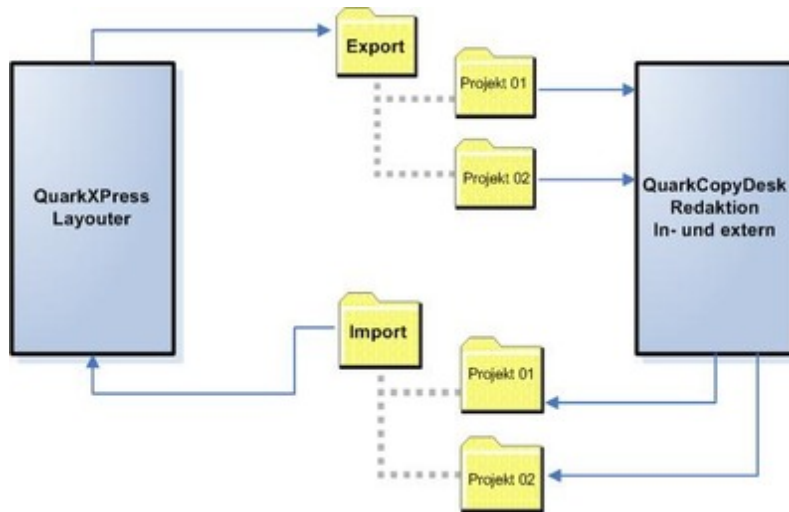 Export
Projekt 01
Projekt 02
QuarkXPress
Layouter
QuarkCopyDesk
Redaktion
In- und extern
Import
Projekt 01
Projekt 02